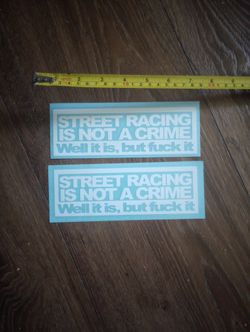 STREET RACING
IS NOT A CRIME
Well it is, but fuck it
STREET RACING
IS NOT A CRIME
Well it is, but fuck it